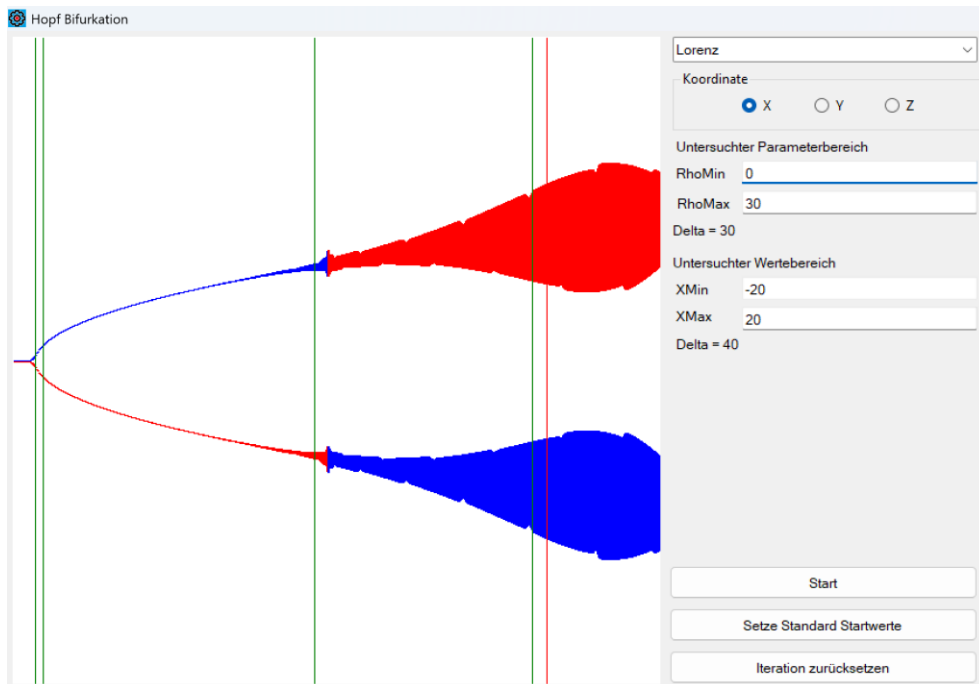 Hopf Bifurkation
Lorenz
Koordinate
X Y Z
Untersuchter Parameterbereich
RhoMin 0
RhoMax 30
Delta = 30
Untersuchter Wertebereich
XMin -20
XMax 20
Delta = 40
Start
Setze Standard Startwerte
Iteration zurücksetzen